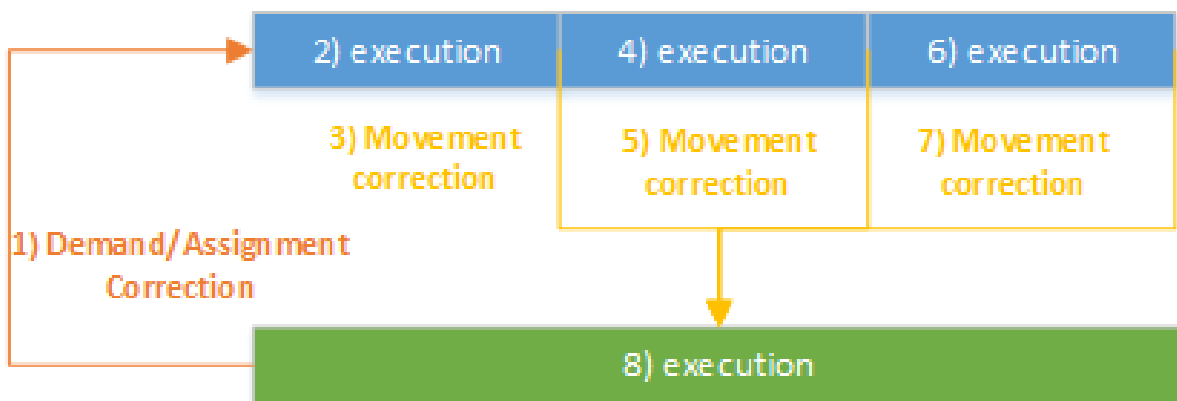 2) execution
4) execution
6) execution
3) Movement
correction
5) Movement
correction
7) Movement
correction
1) Demand/Assignment
Correction
8) execution